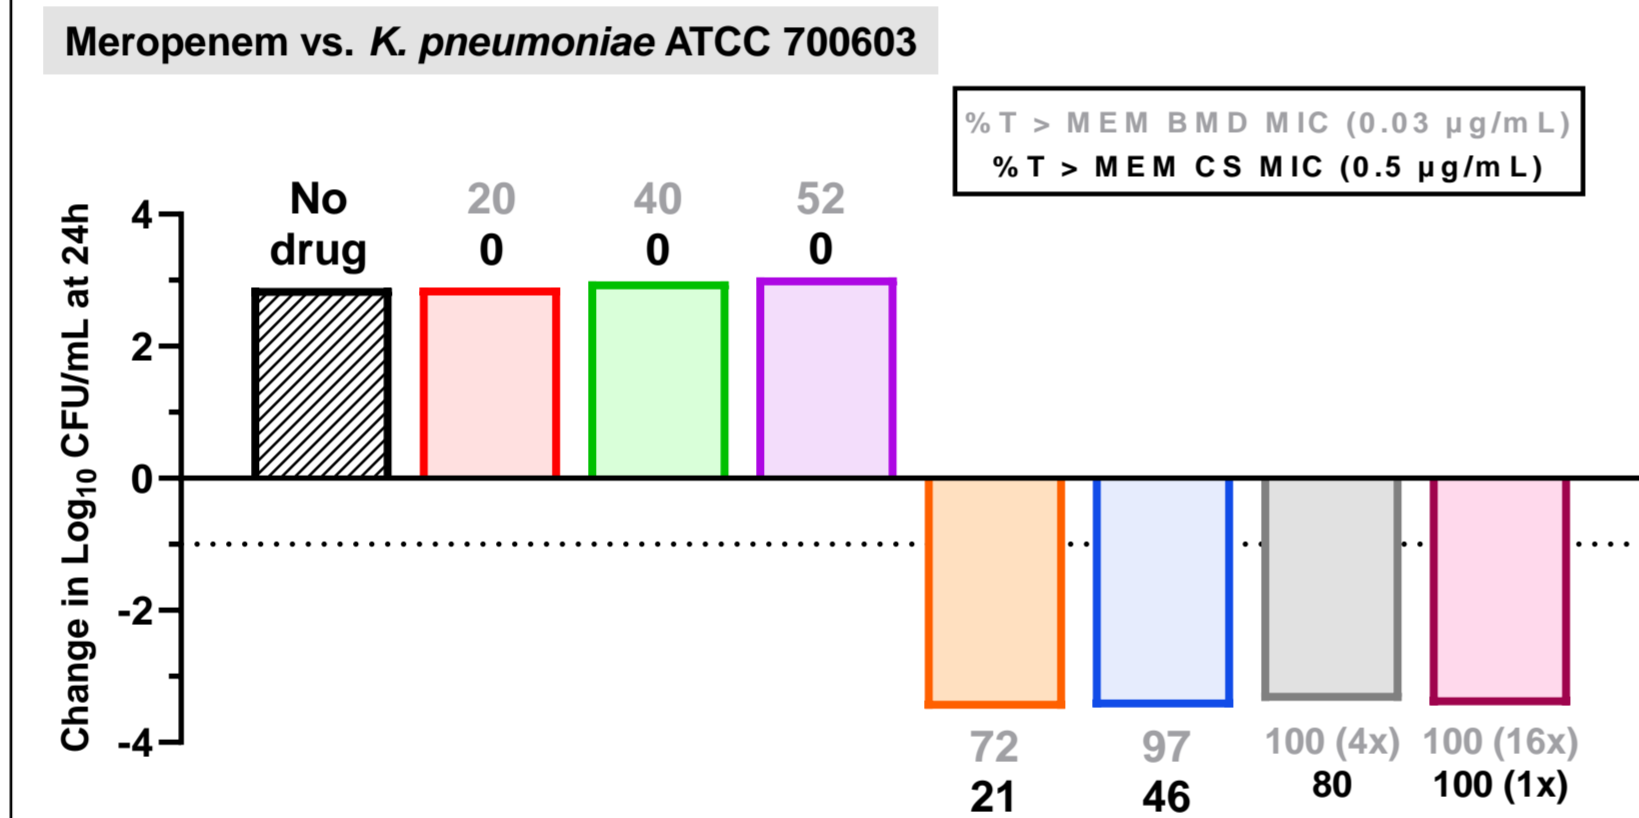 Meropenem vs. K. pneumoniae ATCC 700603
%T > MEM BMD MIC (0.03 µg/mL)
%T > MEM CS MIC (0.5 µg/mL)
Change in Log10 CFU/mL at 24h
4
2
0
-2
-4
No drug
20
0
40
0
52
0
72
21
97
46
100 (4x)
80
100 (16x)
100 (1x)